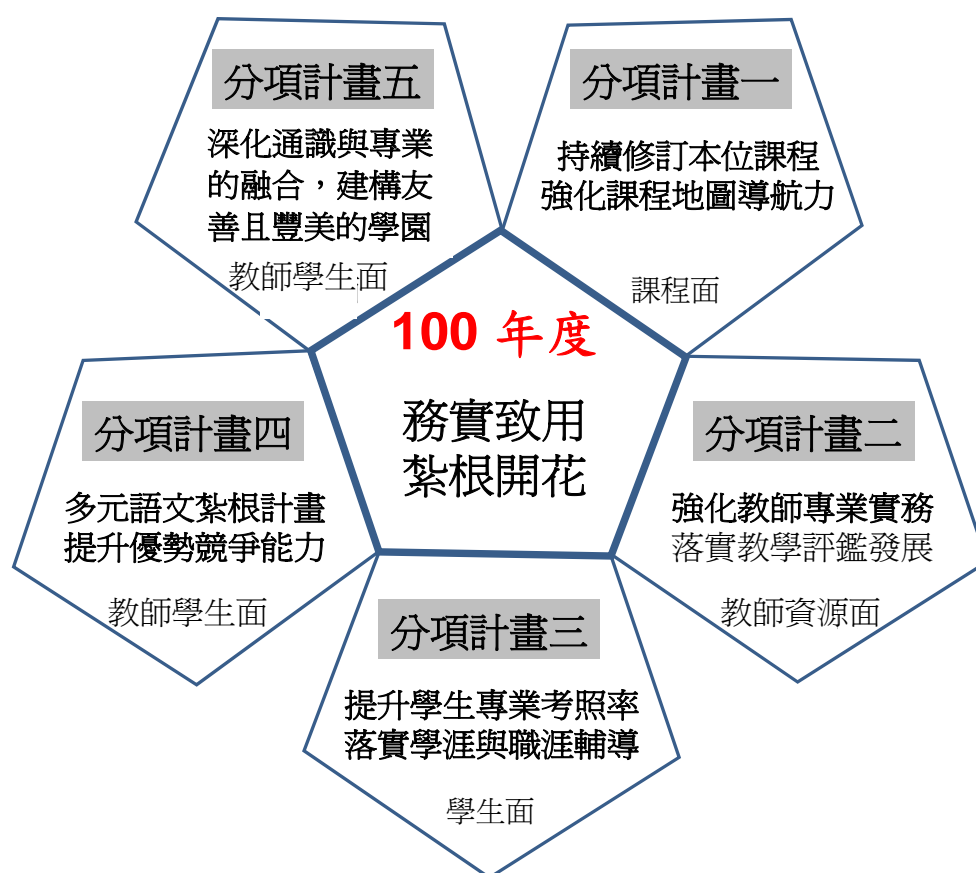 分項計畫五
深化通識與專業
的融合，建構友
善且豐美的學園
教師學生面
分項計畫一
持續修訂本位課程
強化課程地圖導航力
課程面
100 年度
務實致用
紮根開花
分項計畫四
多元語文紮根計畫
提升優勢競爭能力
教師學生面
分項計畫二
強化教師專業實務
落實教學評鑑發展
教師資源面
分項計畫三
提升學生專業考照率
落實學涯與職涯輔導
學生面